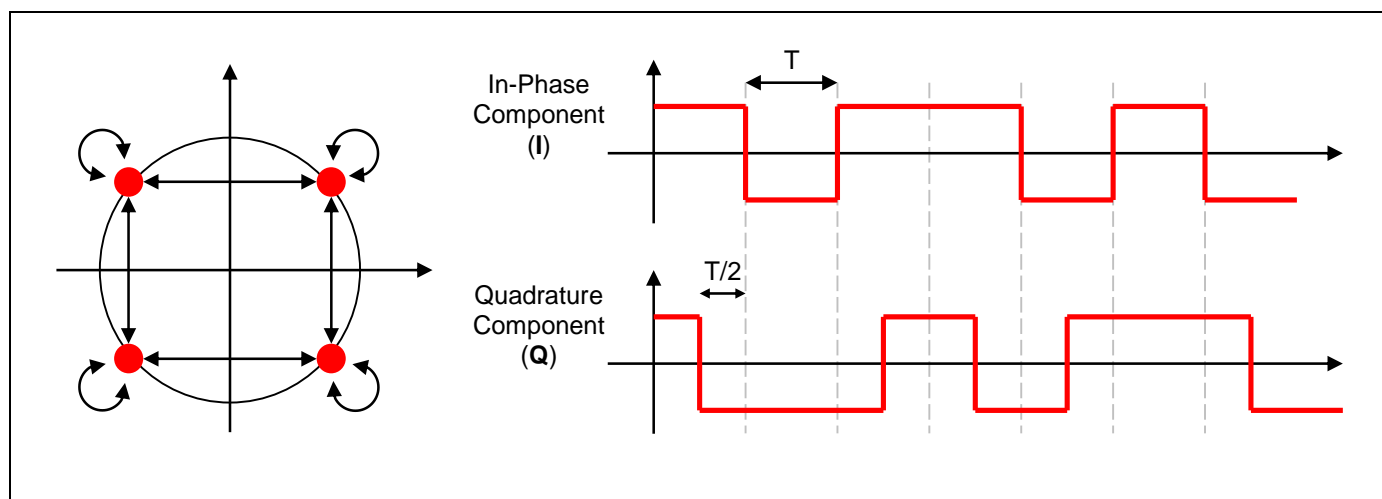 In-Phase
Component
(I)
T
Quadrature
Component
(Q)
T/2